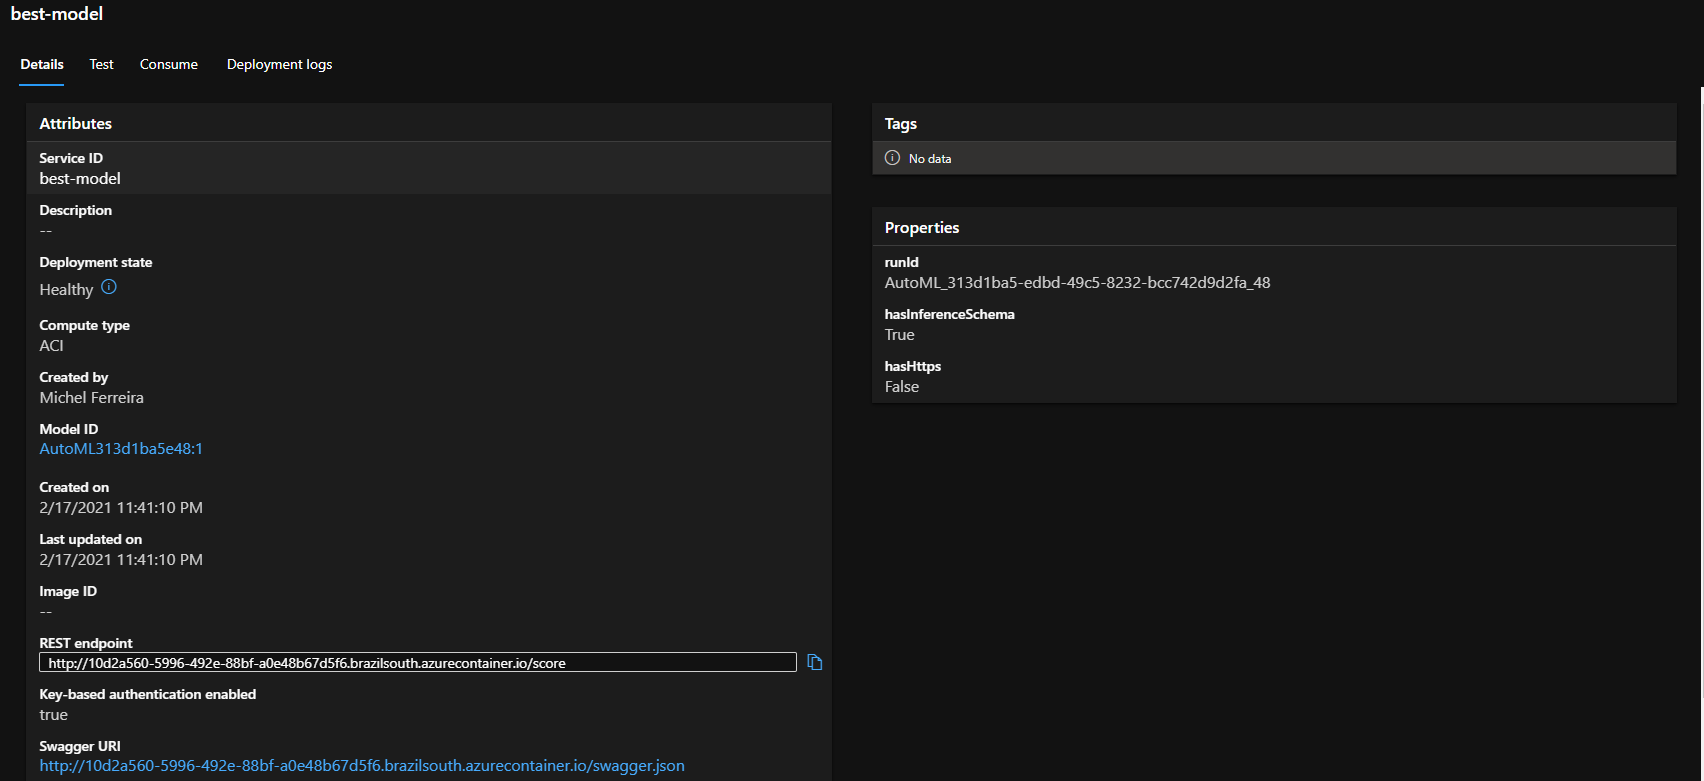 best-model
Details Test Consume Deployment logs
Attributes
Service ID
best-model
Description
--
Deployment state
Healthy
Compute type
ACI
Created by
Michel Ferreira
Model ID
AutoML313d1ba5e48:1
Created on
2/17/2021 11:41:10 PM
Last updated on
2/17/2021 11:41:10 PM
Image ID
--
REST endpoint
http://10d2a560-5996-492e-88bf-a0e48b67d5f6.brazilsouth.azurecontainer.io/score
Key-based authentication enabled
true
Swagger URI
http://10d2a560-5996-492e-88bf-a0e48b67d5f6.brazilsouth.azurecontainer.io/swagger.json
Tags
No data
Properties
runId
AutoML_313d1ba5-edbd-49c5-8232-bcc742d9d2fa_48
hasInferenceSchema
True
hasHttps
False